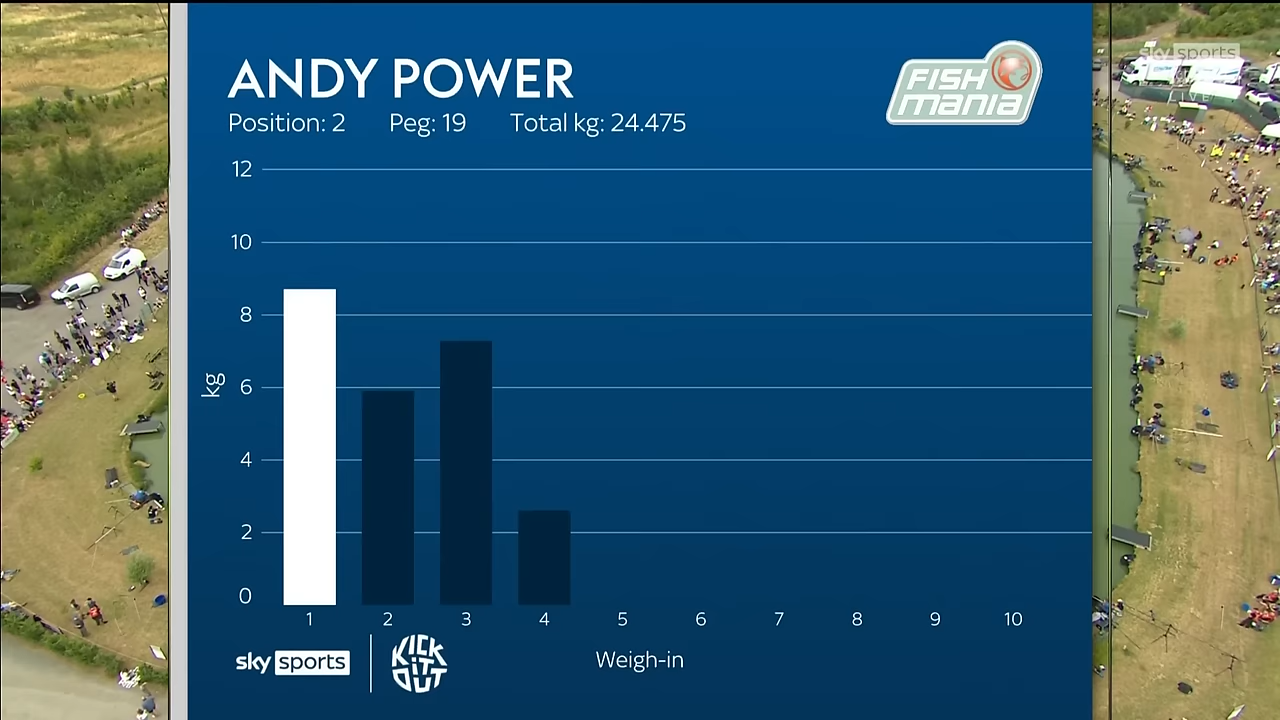 ANDY POWER
Position: 2 Peg: 19 Total kg: 24.475
FISH
mania
sky sports
LIVE
12
10
8
6
4
2
0
kg
1 2 3 4 5 6 7 8 9 10
Weigh-in
sky sports
KICK
IT
OUT